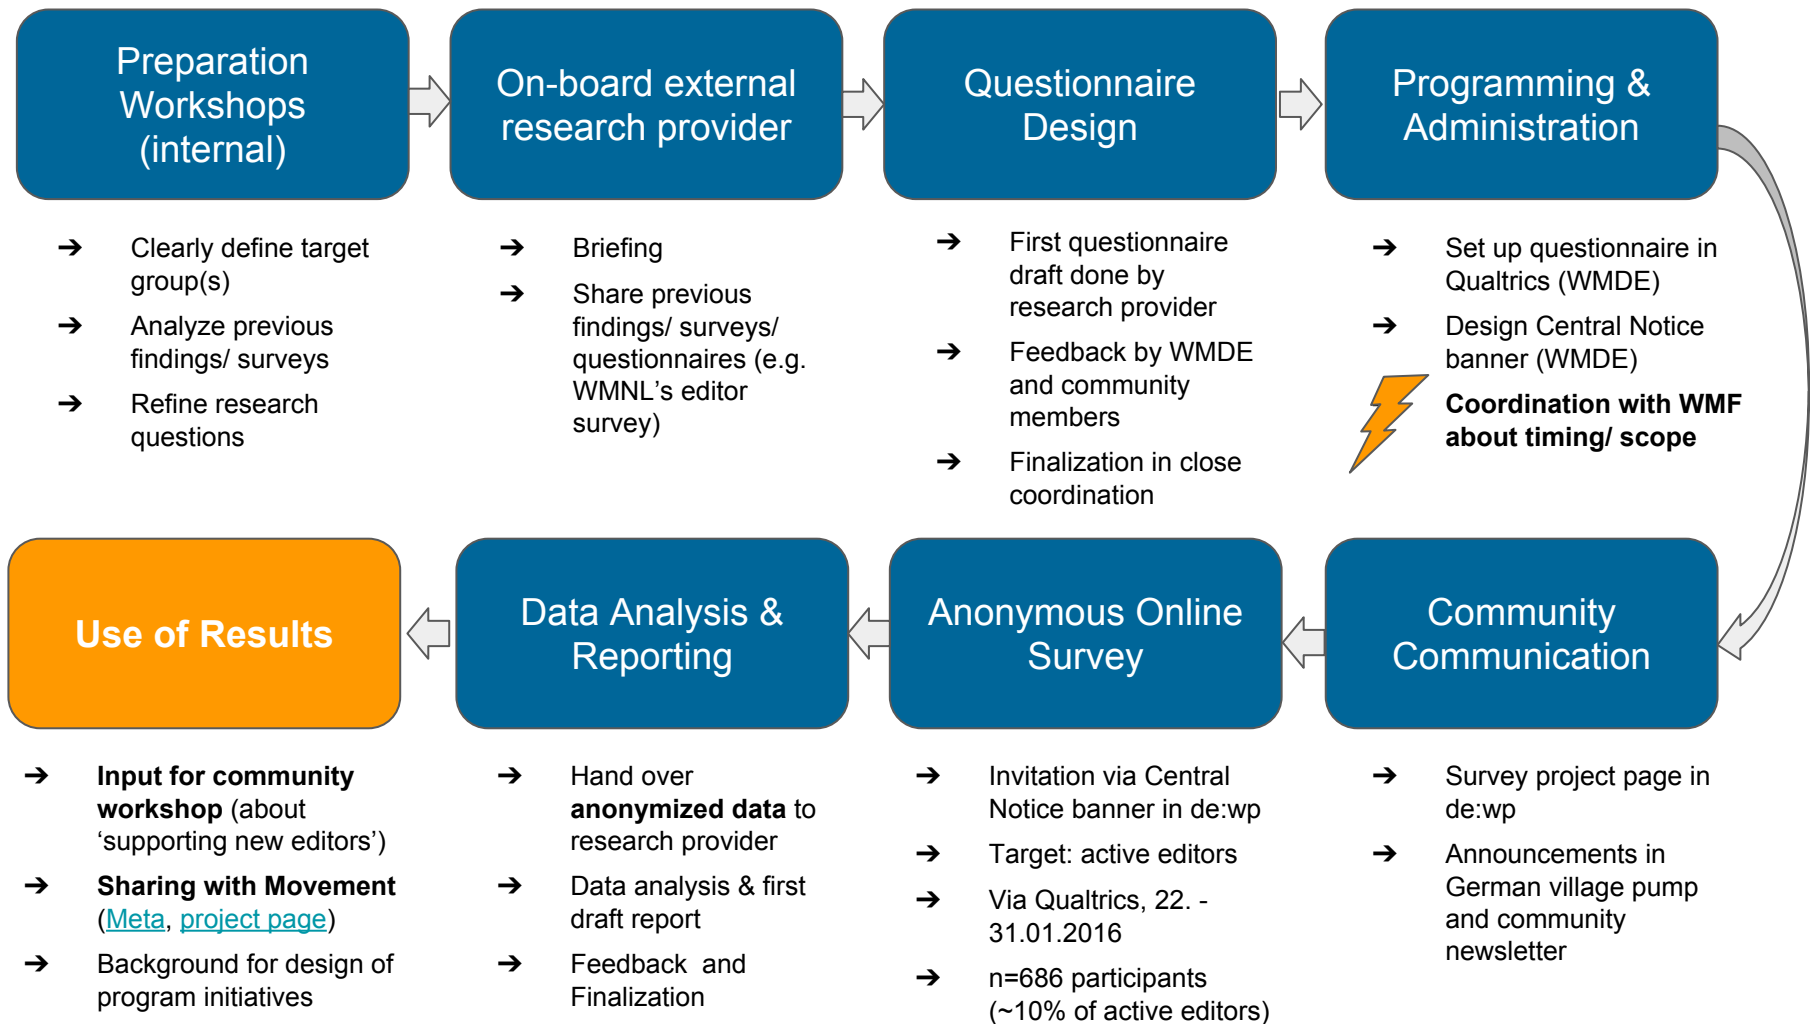 Preparation
Workshops
(internal)
On-board external
research provider
Questionnaire
Design
Programming &
Administration
➔ Clearly define target
group(s)
➔ Analyze previous
findings/ surveys
➔ Refine research
questions
➔ Briefing
➔ Share previous
findings/ surveys/
questionnaires (e.g.
WMNL’s editor
survey)
➔ First questionnaire
draft done by
research provider
➔ Feedback by WMDE
and community
members
➔ Finalization in close
coordination
➔ Set up questionnaire in
Qualtrics (WMDE)
➔ Design Central Notice
banner (WMDE)
Coordination with WMF
about timing/ scope
Use of Results
Data Analysis &
Reporting
Anonymous Online
Survey
Community
Communication
➔ Input for community
workshop (about
‘supporting new editors’)
➔ Sharing with Movement
(Meta, project page)
➔ Background for design of
program initiatives
➔ Hand over
anonymized data to
research provider
➔ Data analysis & first
draft report
➔ Feedback and
Finalization
➔ Invitation via Central
Notice banner in de:wp
➔ Target: active editors
➔ Via Qualtrics, 22. -
31.01.2016
➔ n=686 participants
(~10% of active editors)
➔ Survey project page in
de:wp
➔ Announcements in
German village pump
and community
newsletter